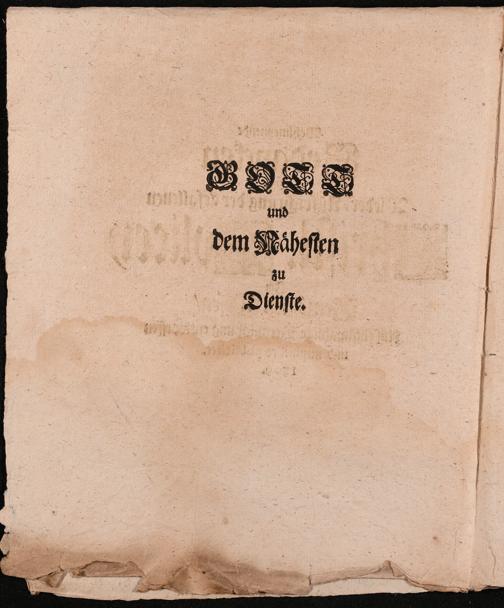 GOTT
und
dem Nähesten
zu
Dienste.